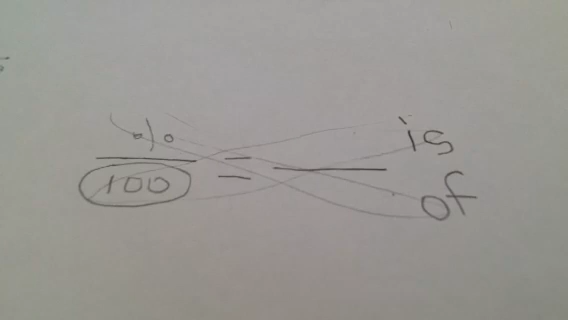 % is
100 = of